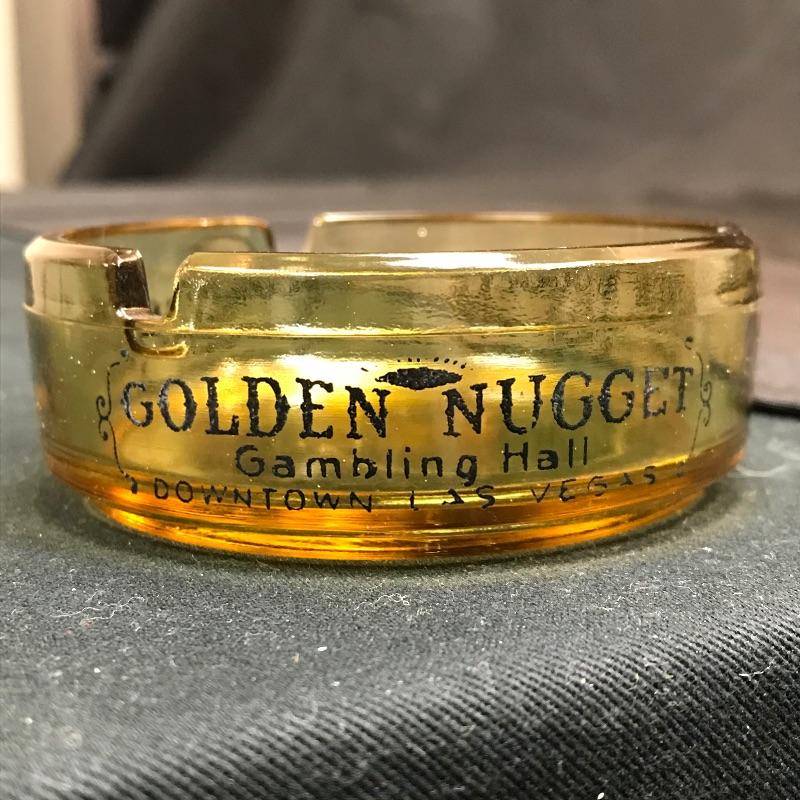 GOLDEN NUGGET
Gambling Hall
DOWNTOWN LAS VEGAS